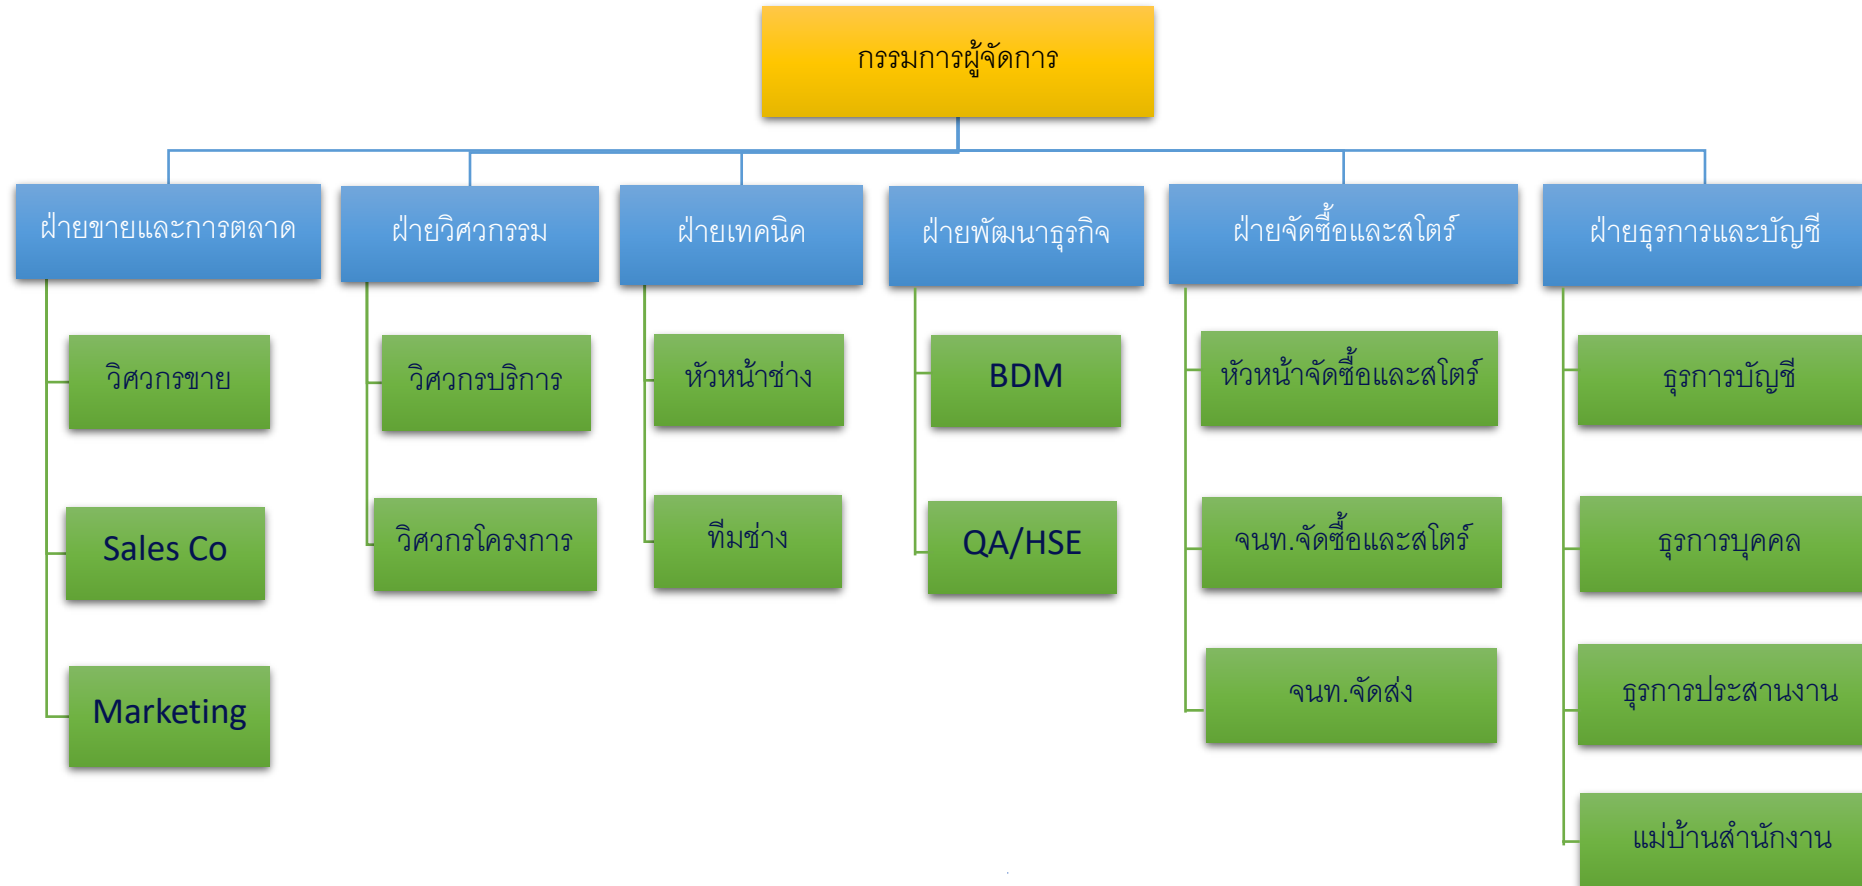 กรรมการผู้จัดการ
ฝ่ายขายและการตลาด
ฝ่ายวิศวกรรม
ฝ่ายเทคนิค
ฝ่ายพัฒนาธุรกิจ
ฝ่ายจัดซื้อและสโตร์
ฝ่ายธุรการและบัญชี
วิศวกรขาย
วิศวกรบริการ
หัวหน้าช่าง
BDM
หัวหน้าจัดซื้อและสโตร์
ธุรการบัญชี
Sales Co
วิศวกรโครงการ
ทีมช่าง
QA/HSE
จนท.จัดซื้อและสโตร์
ธุรการบุคคล
Marketing
จนท.จัดส่ง
ธุรการประสานงาน
แม่บ้านสำนักงาน